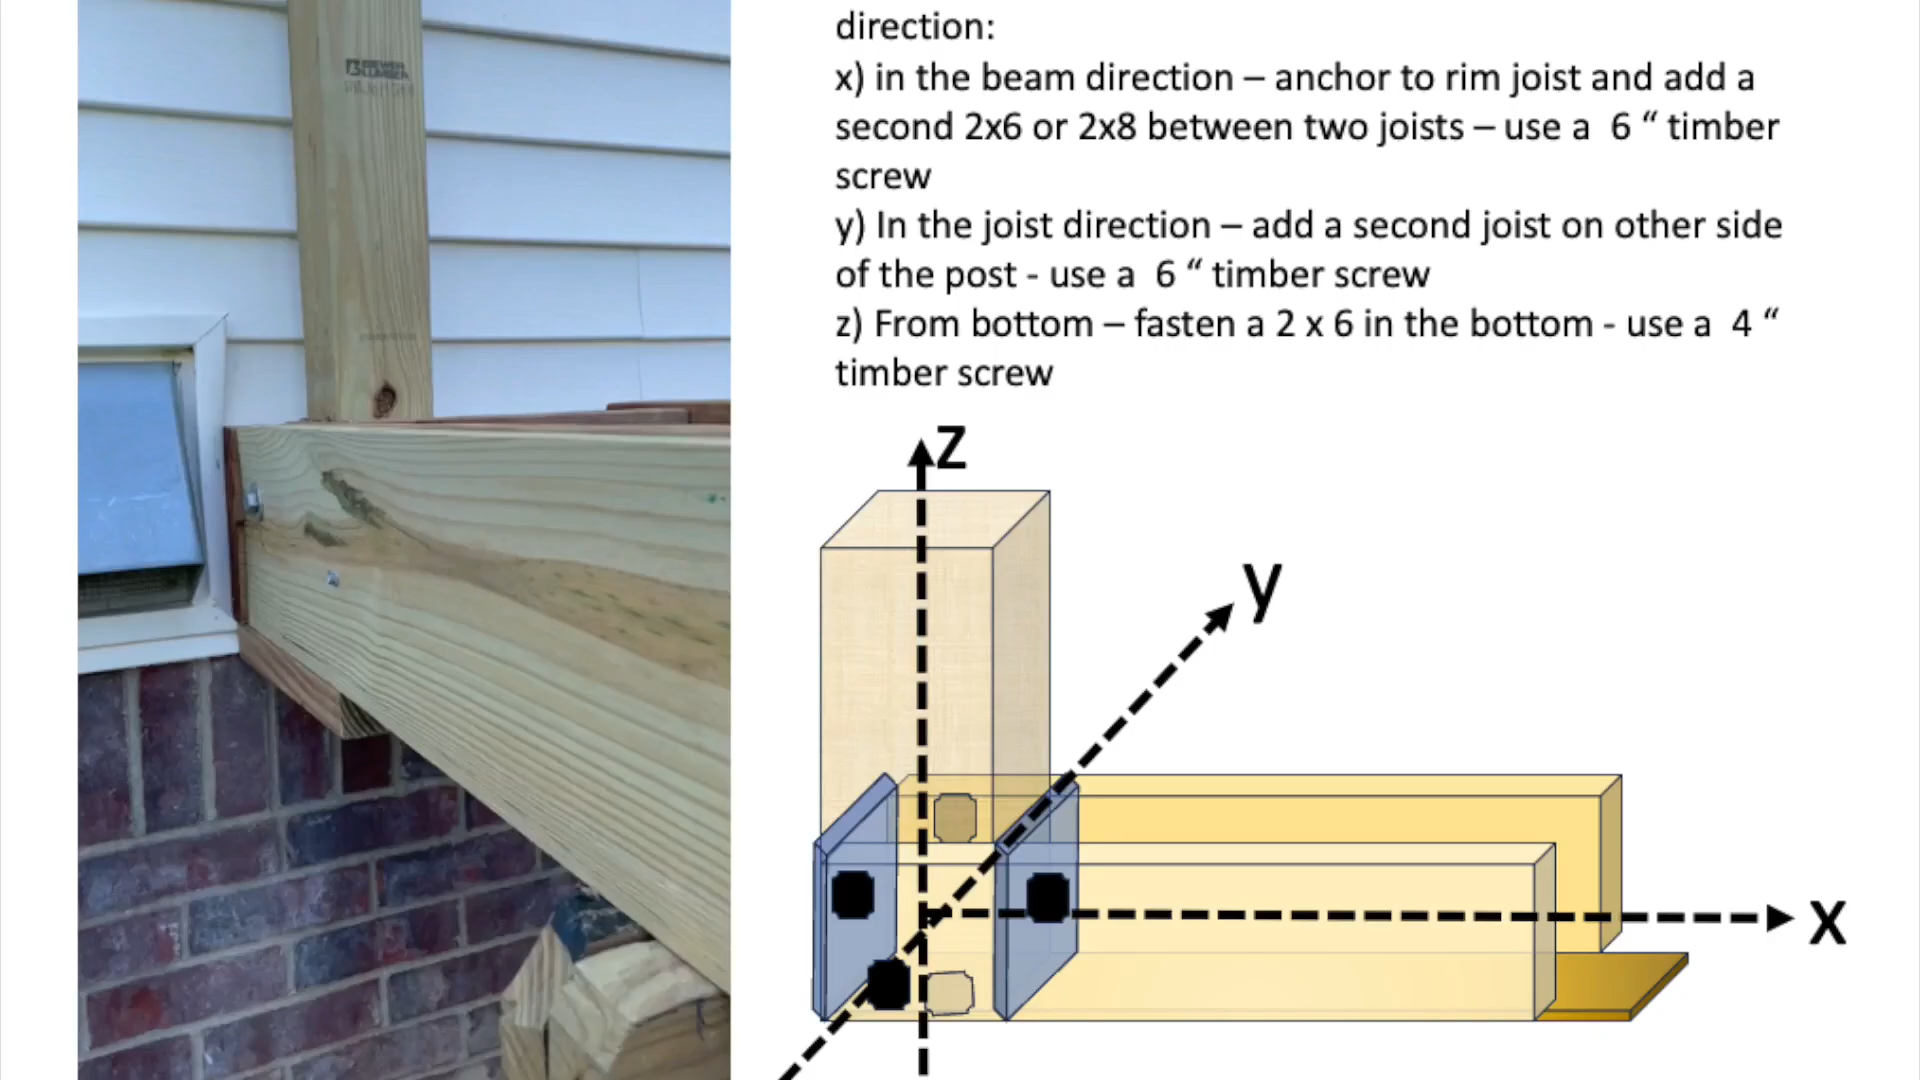 direction:
x) in the beam direction – anchor to rim joist and add a
second 2x6 or 2x8 between two joists – use a  6 “ timber
screw
y) In the joist direction – add a second joist on other side
of the post - use a  6 “ timber screw
z) From bottom – fasten a 2 x 6 in the bottom - use a  4 “
timber screw
BREWER
LUMBER
z
y
x